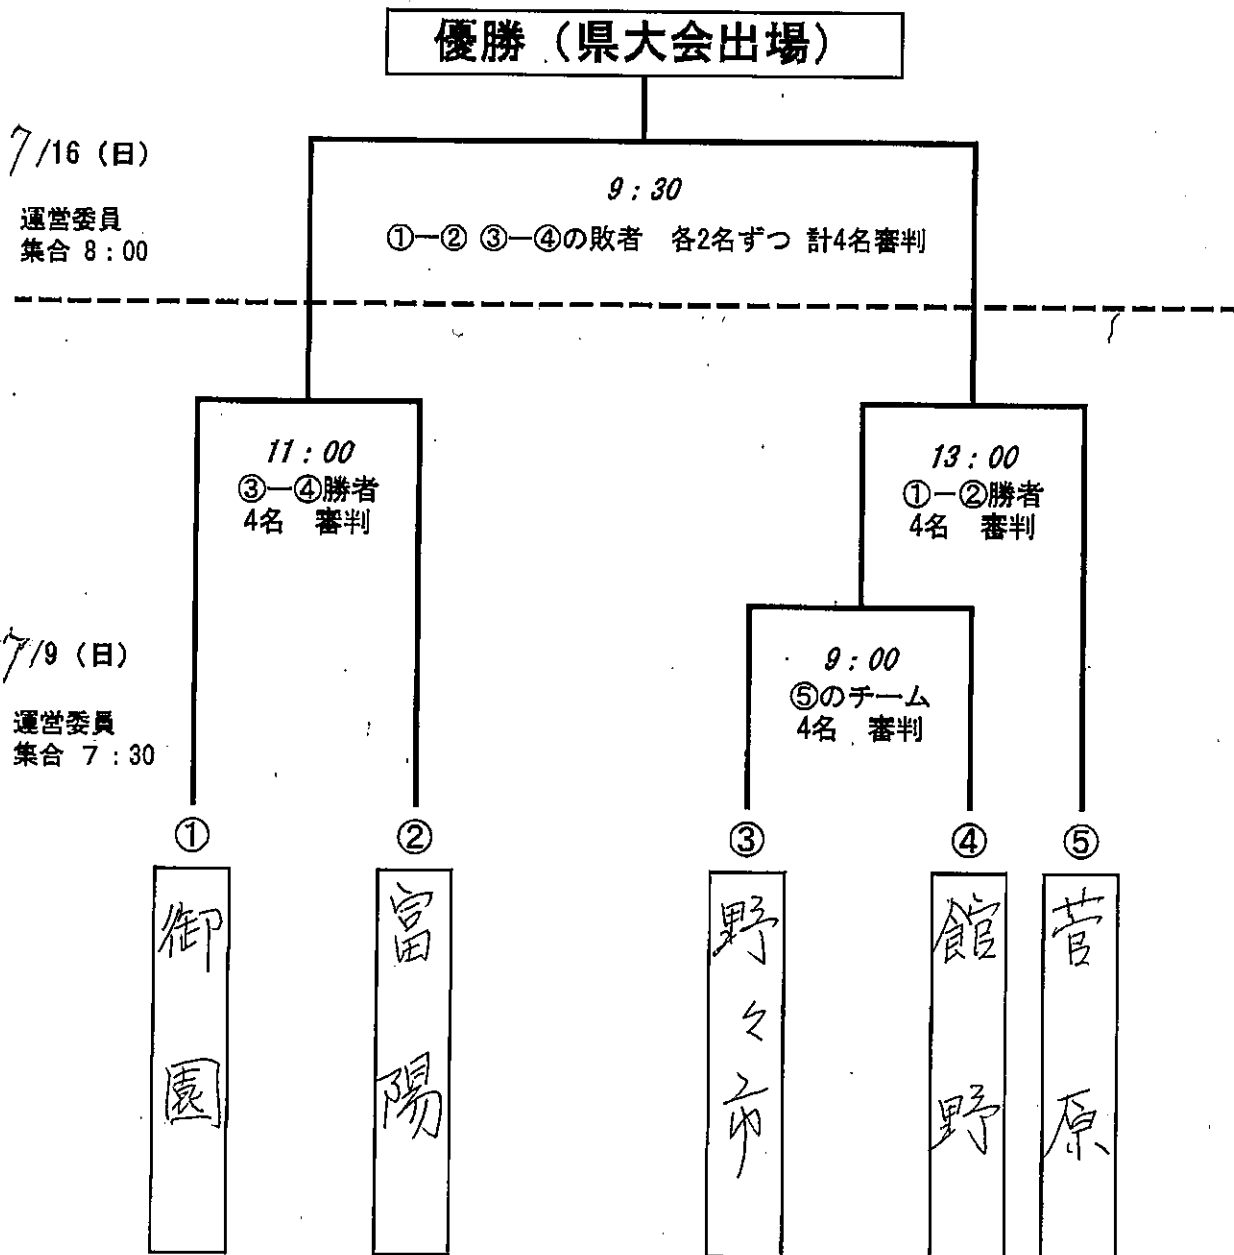 優勝（県大会出場）
7/16（日）
運営委員
集合 8：00
9：30
①ー② ③ー④の敗者　各2名ずつ 計4名審判
11：00
③ー④勝者
4名　審判
13：00
①ー②勝者
4名　審判
7/9（日）
運営委員
集合 7：30
9：00
⑤のチーム
4名　審判
①
②
③
④
⑤
御園
富陽
野々市
館野
菅原